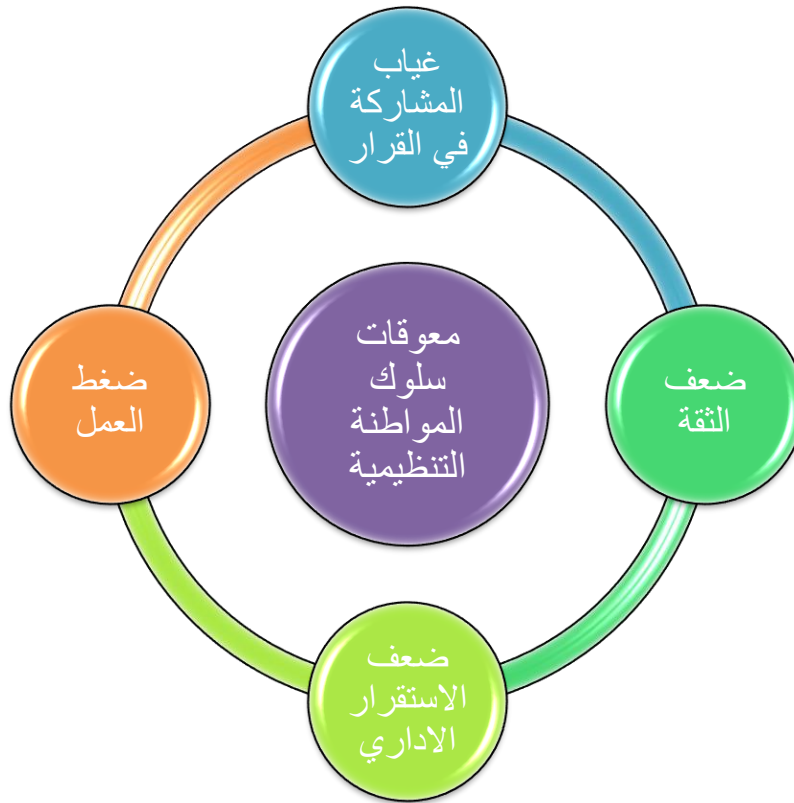 غياب
المشاركة
في القرار
معوقات
سلوك
المواطنة
التنظيمية
ضعف
الثقة
ضعف
الاستقرار
الاداري
ضغط
العمل